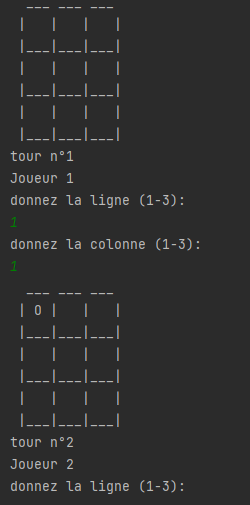 ___ ___ ___
|   |   |   |
|___|___|___|
|   |   |   |
|___|___|___|
|   |   |   |
|___|___|___|
tour n°1
Joueur 1
donnez la ligne (1-3):
1
donnez la colonne (1-3):
1
 ___ ___ ___
| O |   |   |
|___|___|___|
|   |   |   |
|___|___|___|
|   |   |   |
|___|___|___|
tour n°2
Joueur 2
donnez la ligne (1-3):